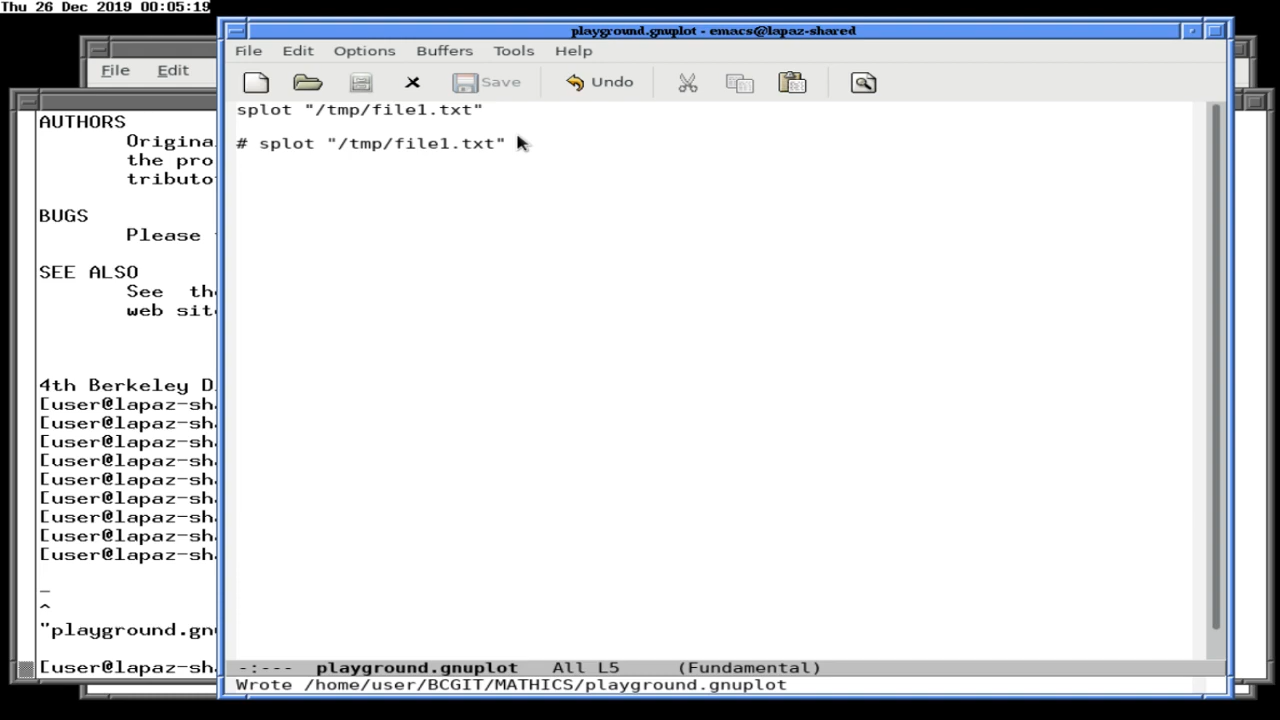 Thu 26 Dec 2019 00:05:19
playground.gnuplot - emacs@lapaz-shared
File Edit Options Buffers Tools Help
Save Undo
splot "/tmp/file1.txt"
# splot "/tmp/file1.txt"
-:--- playground.gnuplot All L5 (Fundamental)
Wrote /home/user/BCGIT/MATHICS/playground.gnuplot
File Edit
AUTHORS
Origina
the pro
tributo
BUGS
Please
SEE ALSO
See th
web sit
4th Berkeley D
[user@lapaz-sh
[user@lapaz-sh
[user@lapaz-sh
[user@lapaz-sh
[user@lapaz-sh
[user@lapaz-sh
[user@lapaz-sh
[user@lapaz-sh
[user@lapaz-sh
_
^
"playground.gn
[user@lapaz-sh